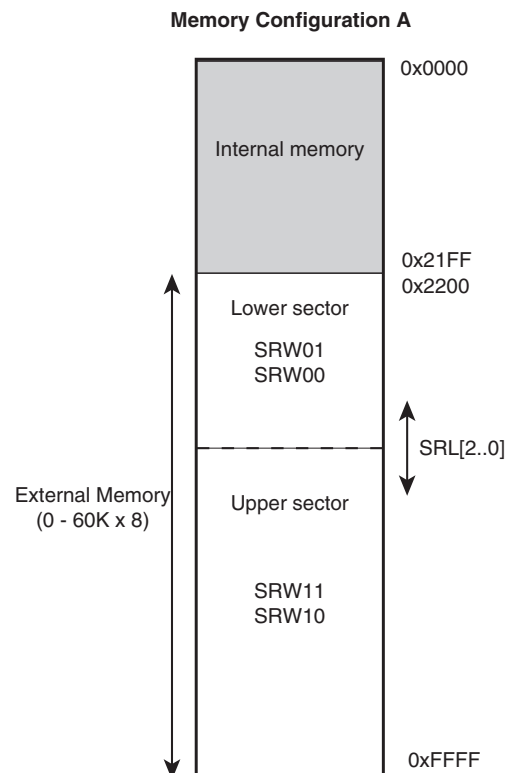 Memory Configuration A
0x0000
Internal memory
0x21FF
0x2200
Lower sector
SRW01
SRW00
SRL[2..0]
External Memory
(0 - 60K x 8)
Upper sector
SRW11
SRW10
0xFFFF